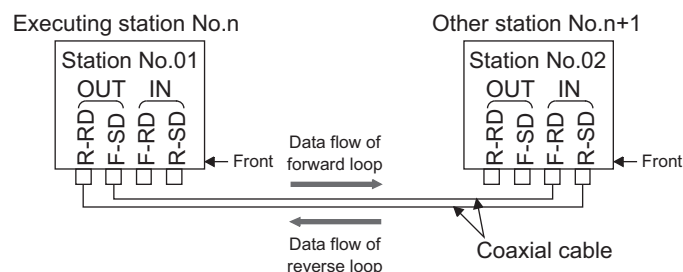 Executing station No.n
Other station No.n+1
Station No.01
OUT IN
R-RD F-SD F-RD R-SD
Front
Data flow of
forward loop
Station No.02
OUT IN
R-RD F-SD F-RD R-SD
Front
Data flow of
reverse loop
Coaxial cable